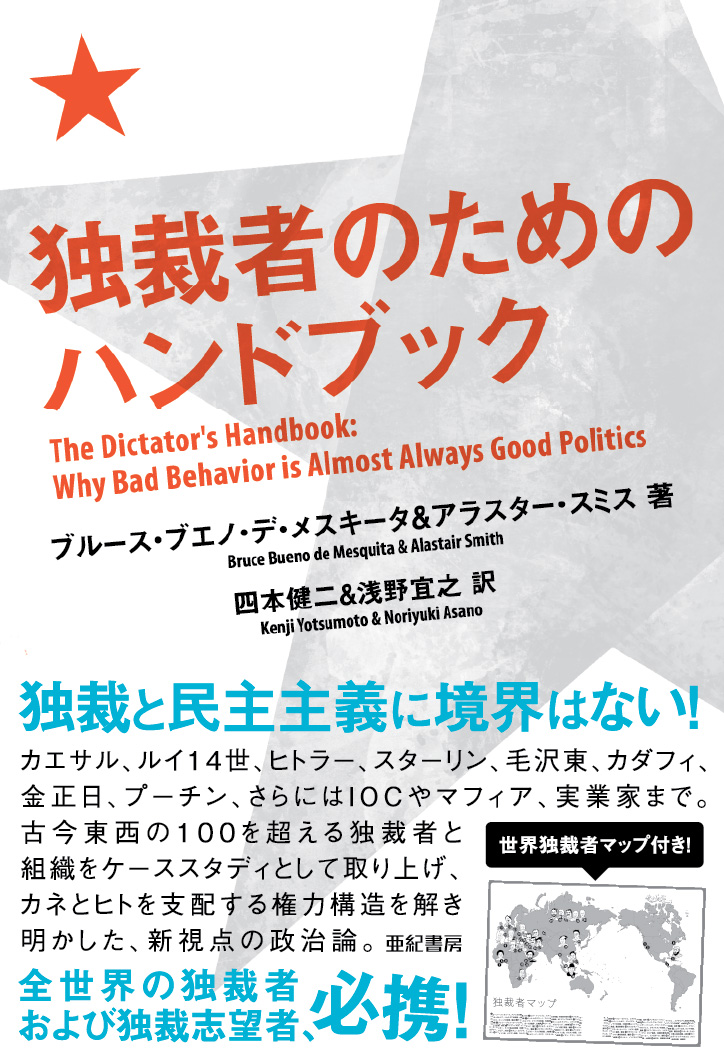 独裁者のための
ハンドブック
The Dictator's Handbook:
Why Bad Behavior is Almost Always Good Politics
ブルース・ブエノ・デ・メスキータ&アラスター・スミス 著
Bruce Bueno de Mesquita & Alastair Smith
四本健二&浅野宜之 訳
Kenji Yotsumoto & Noriyuki Asano
独裁と民主主義に境界はない!
カエサル、ルイ14世、ヒトラー、スターリン、毛沢東、カダフィ、
金正日、プーチン、さらにはIOCやマフィア、実業家まで。
古今東西の100を超える独裁者と
組織をケーススタディとして取り上げ、
カネとヒトを支配する権力構造を解き
明かした、新視点の政治論。 亜紀書房
全世界の独裁者
および独裁志望者、必携!
世界独裁者マップ付き!
独裁者マップ